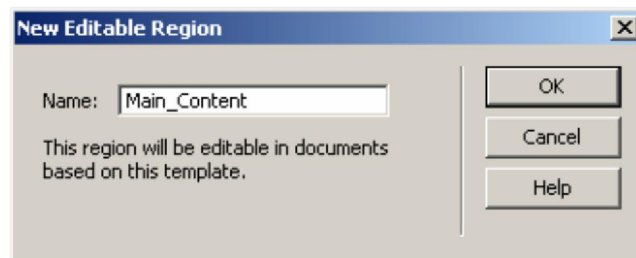 New Editable Region
Name: Main_Content
This region will be editable in documents
based on this template.
OK
Cancel
Help